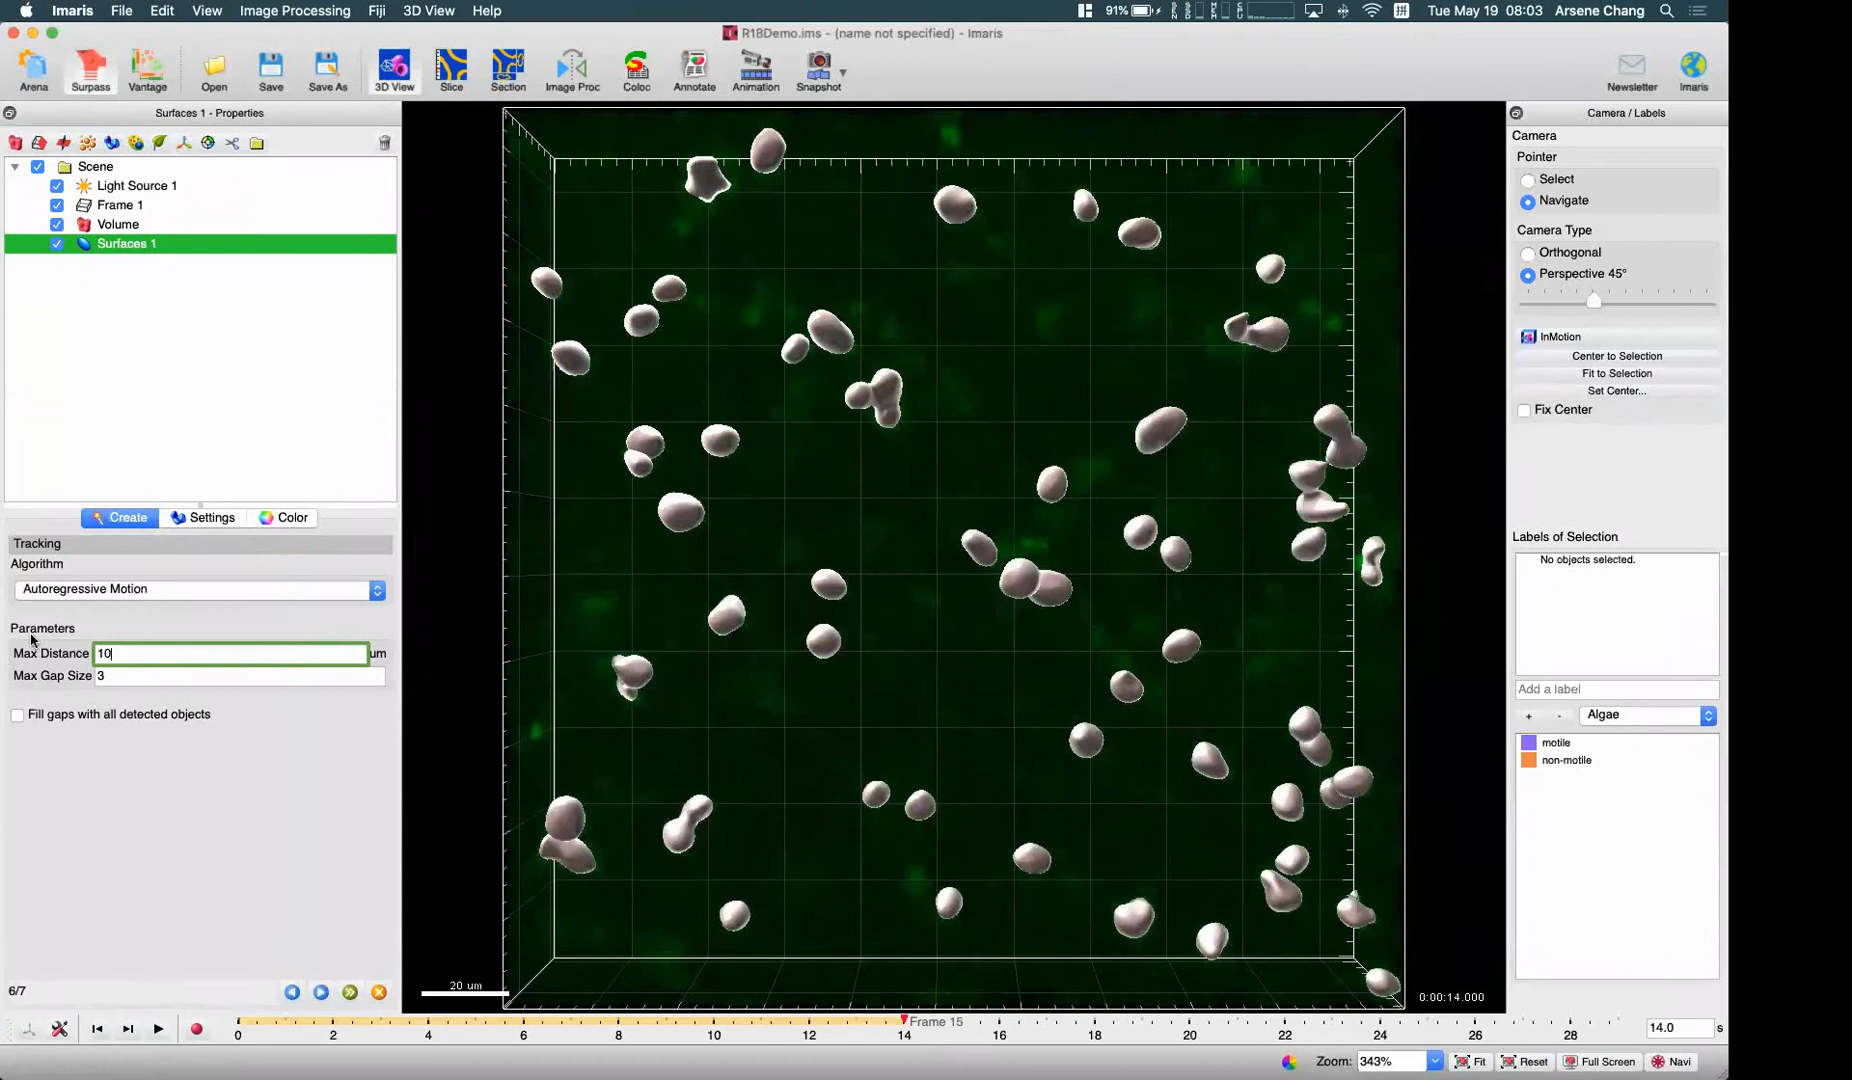 Imaris File Edit View Image Processing Fiji 3D View Help 91% Tue May 19 08:03 Arsene Chang
R18Demo.ims - (name not specified) - Imaris
Arena Surpass Vantage Open Save Save As 3D View Slice Section Image Proc Coloc Annotate Animation Snapshot Newsletter Imaris
Surfaces 1 - Properties
Scene
Light Source 1
Frame 1
Volume
Surfaces 1
Create Settings Color
Tracking
Algorithm
Autoregressive Motion
Parameters
Max Distance 10 um
Max Gap Size 3
Fill gaps with all detected objects
6/7
20 um
0:00:14.000
Camera / Labels
Camera
Pointer
Select
Navigate
Camera Type
Orthogonal
Perspective 45°
InMotion
Center to Selection
Fit to Selection
Set Center...
Fix Center
Labels of Selection
No objects selected.
Add a label
+ - Algae
motile
non-motile
Frame 15
0 2 4 6 8 10 12 14 16 18 20 22 24 26 28
14.0 s
Zoom: 343% Fit Reset Full Screen Navi